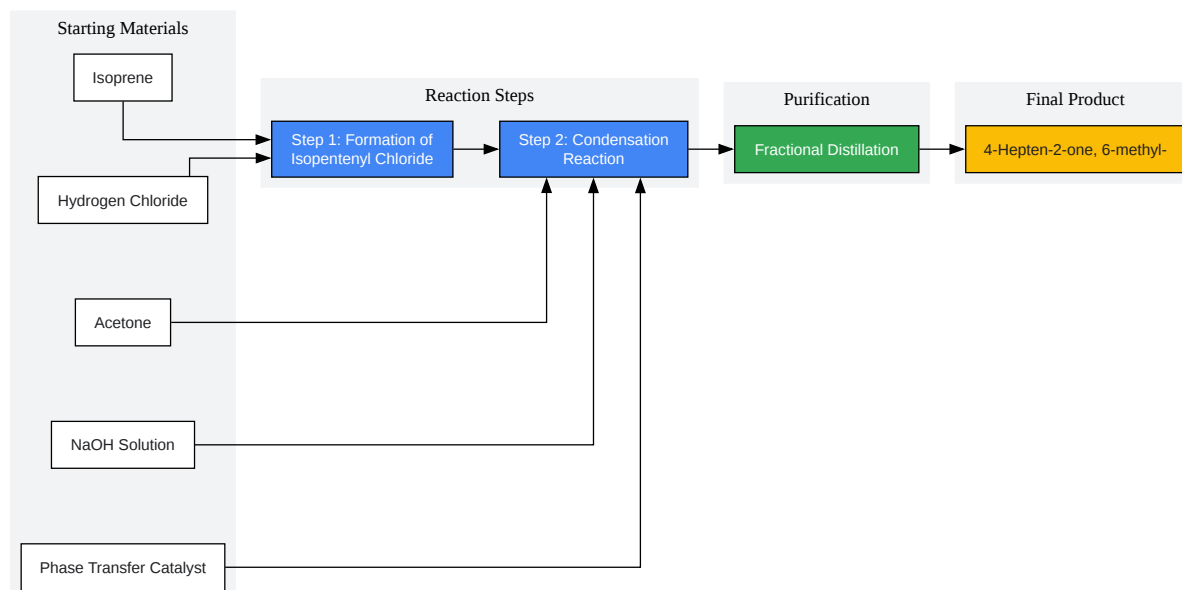 Starting Materials
Isoprene
Hydrogen Chloride
Acetone
NaOH Solution
Phase Transfer Catalyst
Reaction Steps
Step 1: Formation of
Isopentenyl Chloride
Step 2: Condensation
Reaction
Purification
Fractional Distillation
Final Product
4-Hepten-2-one, 6-methyl-